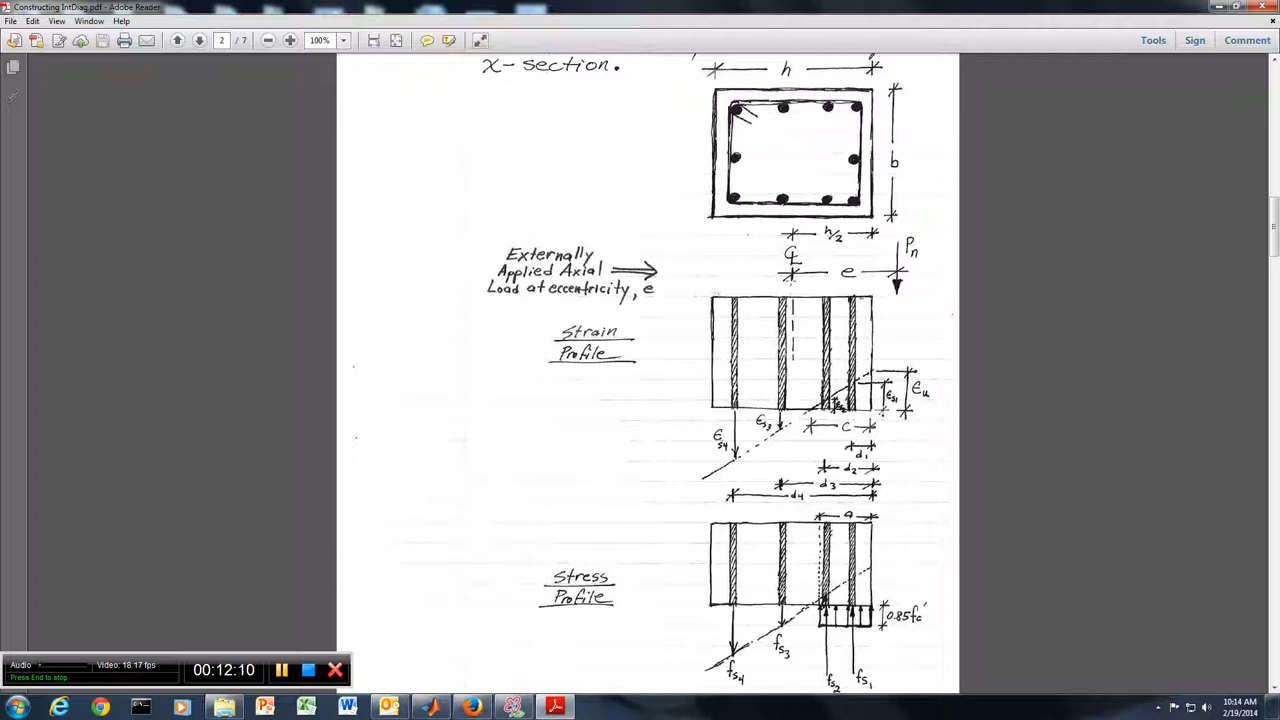 Constructing IntDiag.pdf - Adobe Reader
File Edit View Window Help
2 / 7 100% Tools Sign Comment
x-section.
h
b
h/2
Externally
Applied Axial
Load at eccentricity, e
℄
e
Pn
Strain
Profile
εu
εs1
εs2
εs3
εs4
c
d1
d2
d3
d4
a
Stress
Profile
0.85fc'
fs4
fs3
fs2
fs1
Audio Video: 18.17 fps
Press End to stop
00:12:10
10:14 AM
2/19/2014